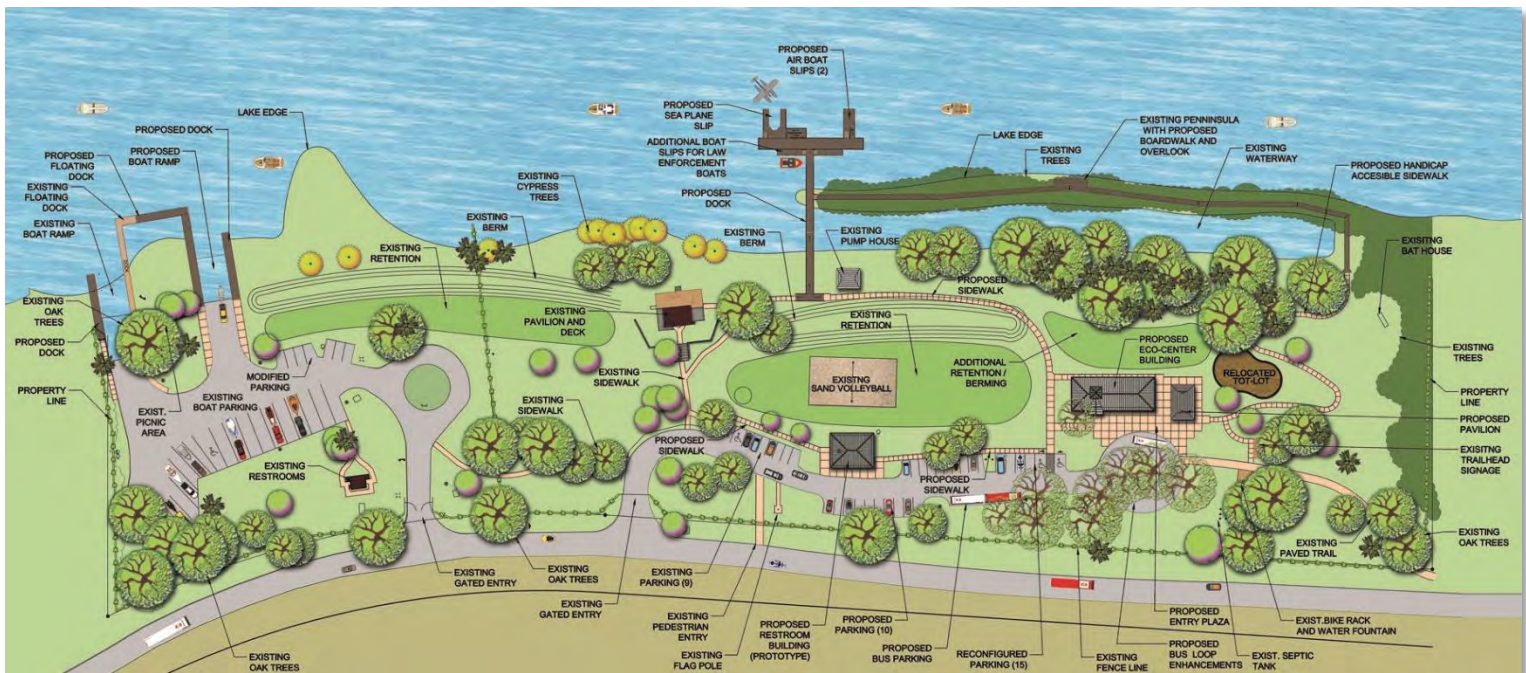 PROPOSED
AIR BOAT
SLIPS (2)
LAKE EDGE
PROPOSED DOCK
PROPOSED
BOAT RAMP
PROPOSED
FLOATING
DOCK
EXISTING
FLOATING
DOCK
EXISTING
BOAT RAMP
PROPOSED
SEA PLANE
SLIP
ADDITIONAL BOAT
SLIPS FOR LAW
ENFORCEMENT
BOATS
PROPOSED
DOCK
EXISTING
CYPRESS
TREES
LAKE EDGE
EXISTING
TREES
EXISTING PENNINSULA
WITH PROPOSED
BOARDWALK AND
OVERLOOK
EXISTING
WATERWAY
PROPOSED HANDICAP
ACCESIBLE SIDEWALK
EXISTING
BERM
EXISTING
RETENTION
EXISTING
BERM
EXISTING
PUMP HOUSE
EXISITNG
BAT HOUSE
EXISTING
OAK
TREES
PROPOSED
DOCK
PROPERTY
LINE
EXIST.
PICNIC
AREA
MODIFIED
PARKING
EXISTING
BOAT PARKING
EXISTING
RESTROOMS
EXISTING
PAVILION AND
DECK
EXISTING
SIDEWALK
EXISTING
SIDEWALK
PROPOSED
SIDEWALK
EXISTING
RETENTION
EXISTNG
SAND VOLLEYBALL
PROPOSED
SIDEWALK
ADDITIONAL
RETENTION /
BERMING
PROPOSED
ECO-CENTER
BUILDING
RELOCATED
TOT-LOT
PROPOSED
SIDEWALK
EXISTING
TREES
PROPERTY
LINE
PROPOSED
PAVILION
EXISITNG
TRAILHEAD
SIGNAGE
EXISTING
PAVED TRAIL
EXISTING
OAK TREES
EXISTING
OAK TREES
EXISTING
GATED ENTRY
EXISTING
OAK TREES
EXISTING
GATED ENTRY
EXISTING
PARKING (9)
EXISTING
PEDESTRIAN
ENTRY
EXISTING
FLAG POLE
PROPOSED
RESTROOM
BUILDING
(PROTOTYPE)
PROPOSED
PARKING (10)
PROPOSED
BUS PARKING
RECONFIGURED
PARKING (15)
EXISTING
FENCE LINE
PROPOSED
BUS LOOP
ENHANCEMENTS
PROPOSED
ENTRY PLAZA
EXIST. SEPTIC
TANK
EXIST.BIKE RACK
AND WATER FOUNTAIN